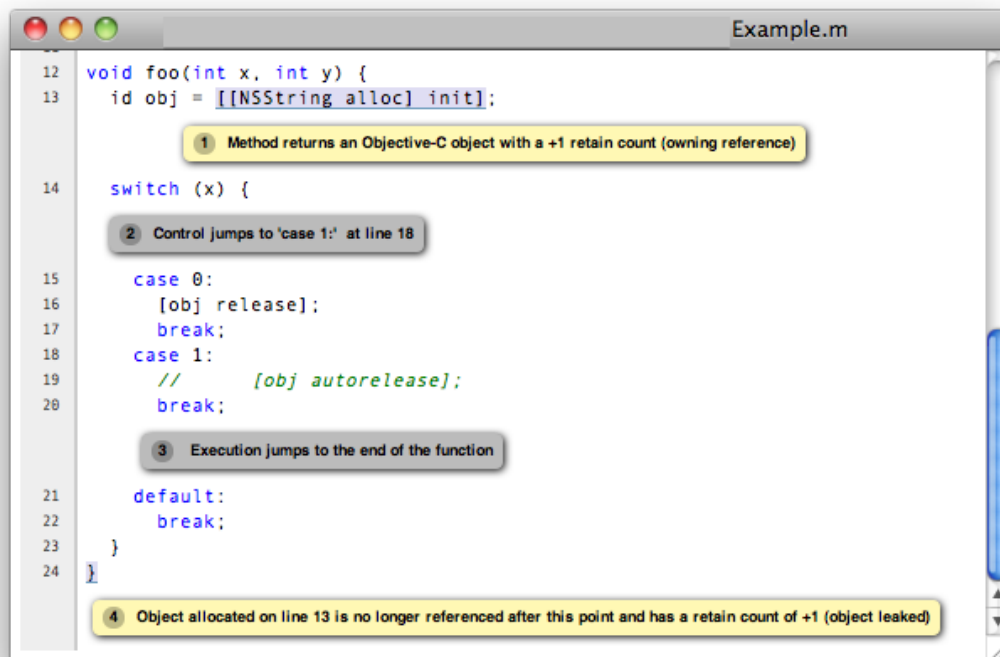 Example.m
12 void foo(int x, int y) {
13 id obj = [[NSString alloc] init];
1 Method returns an Objective-C object with a +1 retain count (owning reference)
14 switch (x) {
2 Control jumps to 'case 1:' at line 18
15 case 0:
16 [obj release];
17 break;
18 case 1:
19 // [obj autorelease];
20 break;
3 Execution jumps to the end of the function
21 default:
22 break;
23 }
24 }
4 Object allocated on line 13 is no longer referenced after this point and has a retain count of +1 (object leaked)